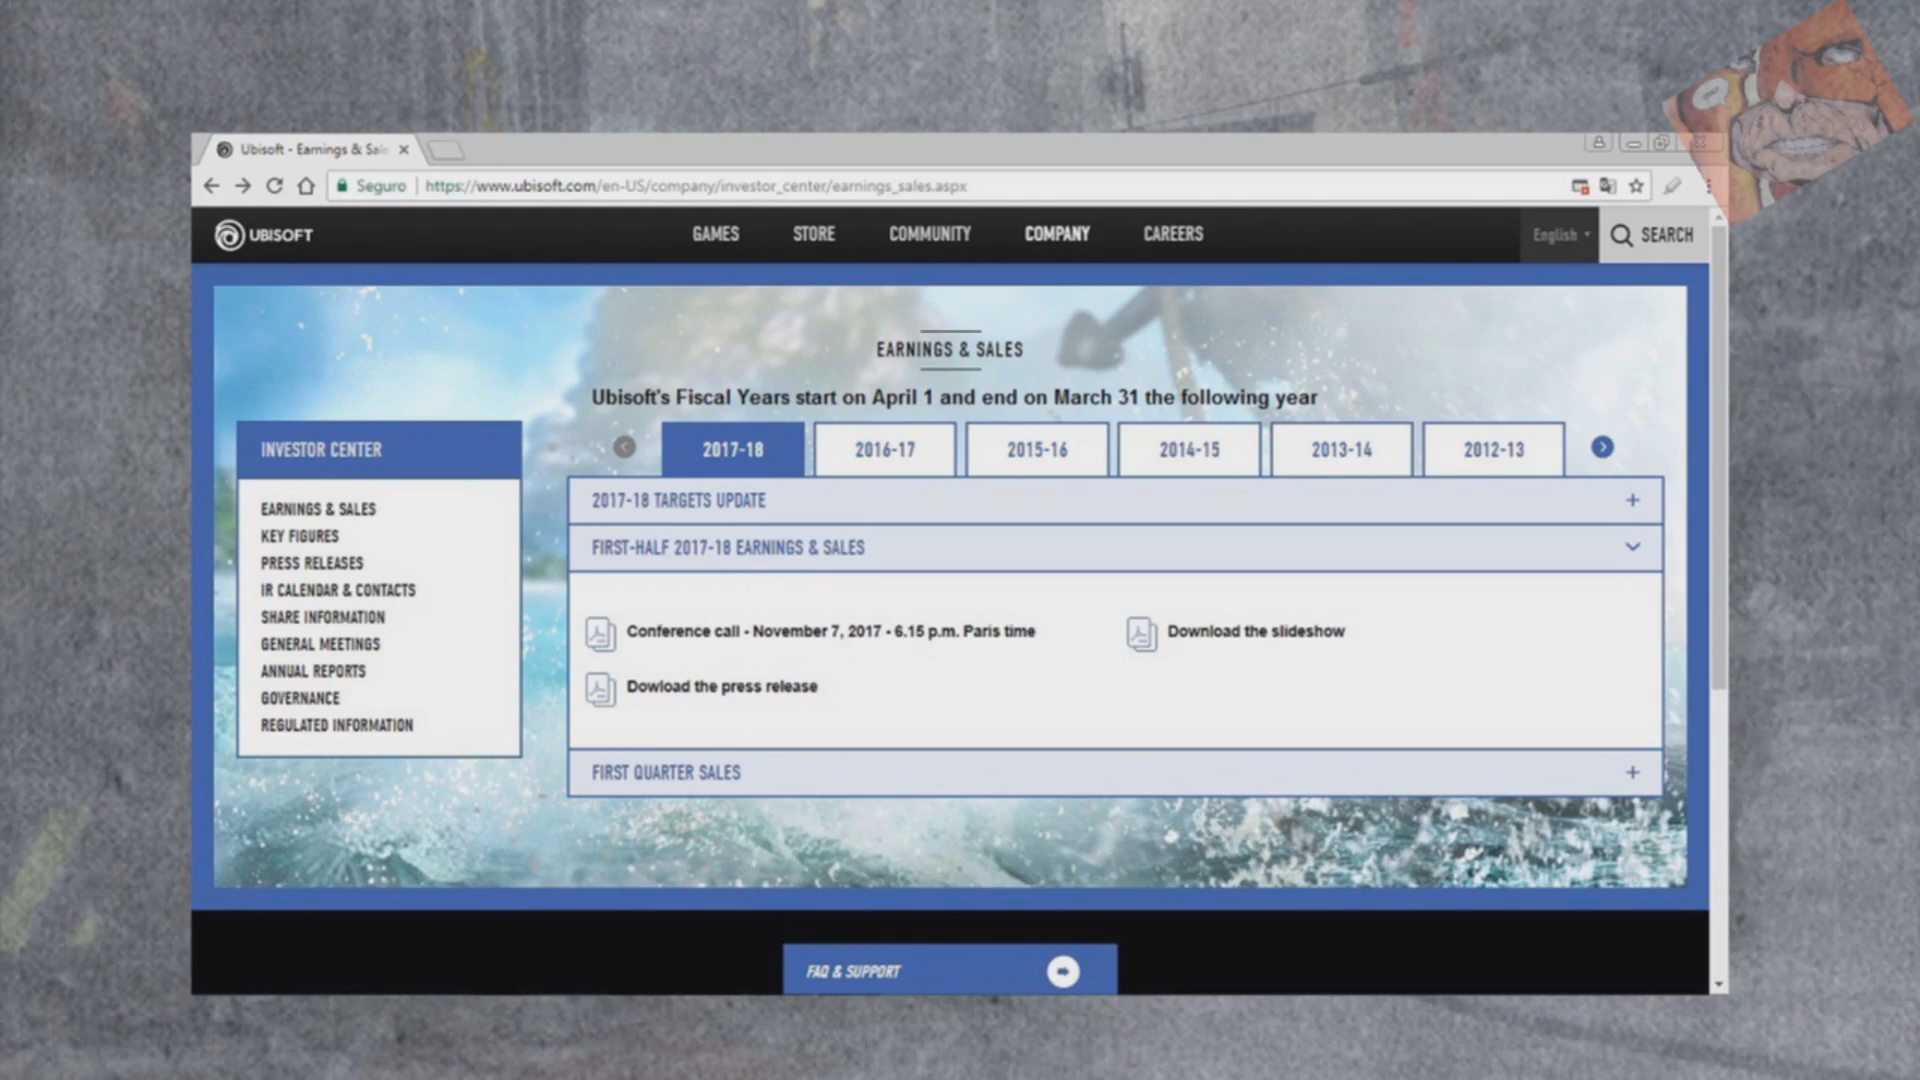 Ubisoft - Earnings & Sale
Seguro
https://www.ubisoft.com/en-US/company/investor_center/earnings_sales.aspx
UBISOFT
GAMES
STORE
COMMUNITY
COMPANY
CAREERS
English
SEARCH
EARNINGS & SALES
Ubisoft's Fiscal Years start on April 1 and end on March 31 the following year
INVESTOR CENTER
EARNINGS & SALES
KEY FIGURES
PRESS RELEASES
IR CALENDAR & CONTACTS
SHARE INFORMATION
GENERAL MEETINGS
ANNUAL REPORTS
GOVERNANCE
REGULATED INFORMATION
2017-18
2016-17
2015-16
2014-15
2013-14
2012-13
2017-18 TARGETS UPDATE
FIRST-HALF 2017-18 EARNINGS & SALES
Conference call - November 7, 2017 - 6.15 p.m. Paris time
Download the slideshow
Dowload the press release
FIRST QUARTER SALES
FAQ & SUPPORT